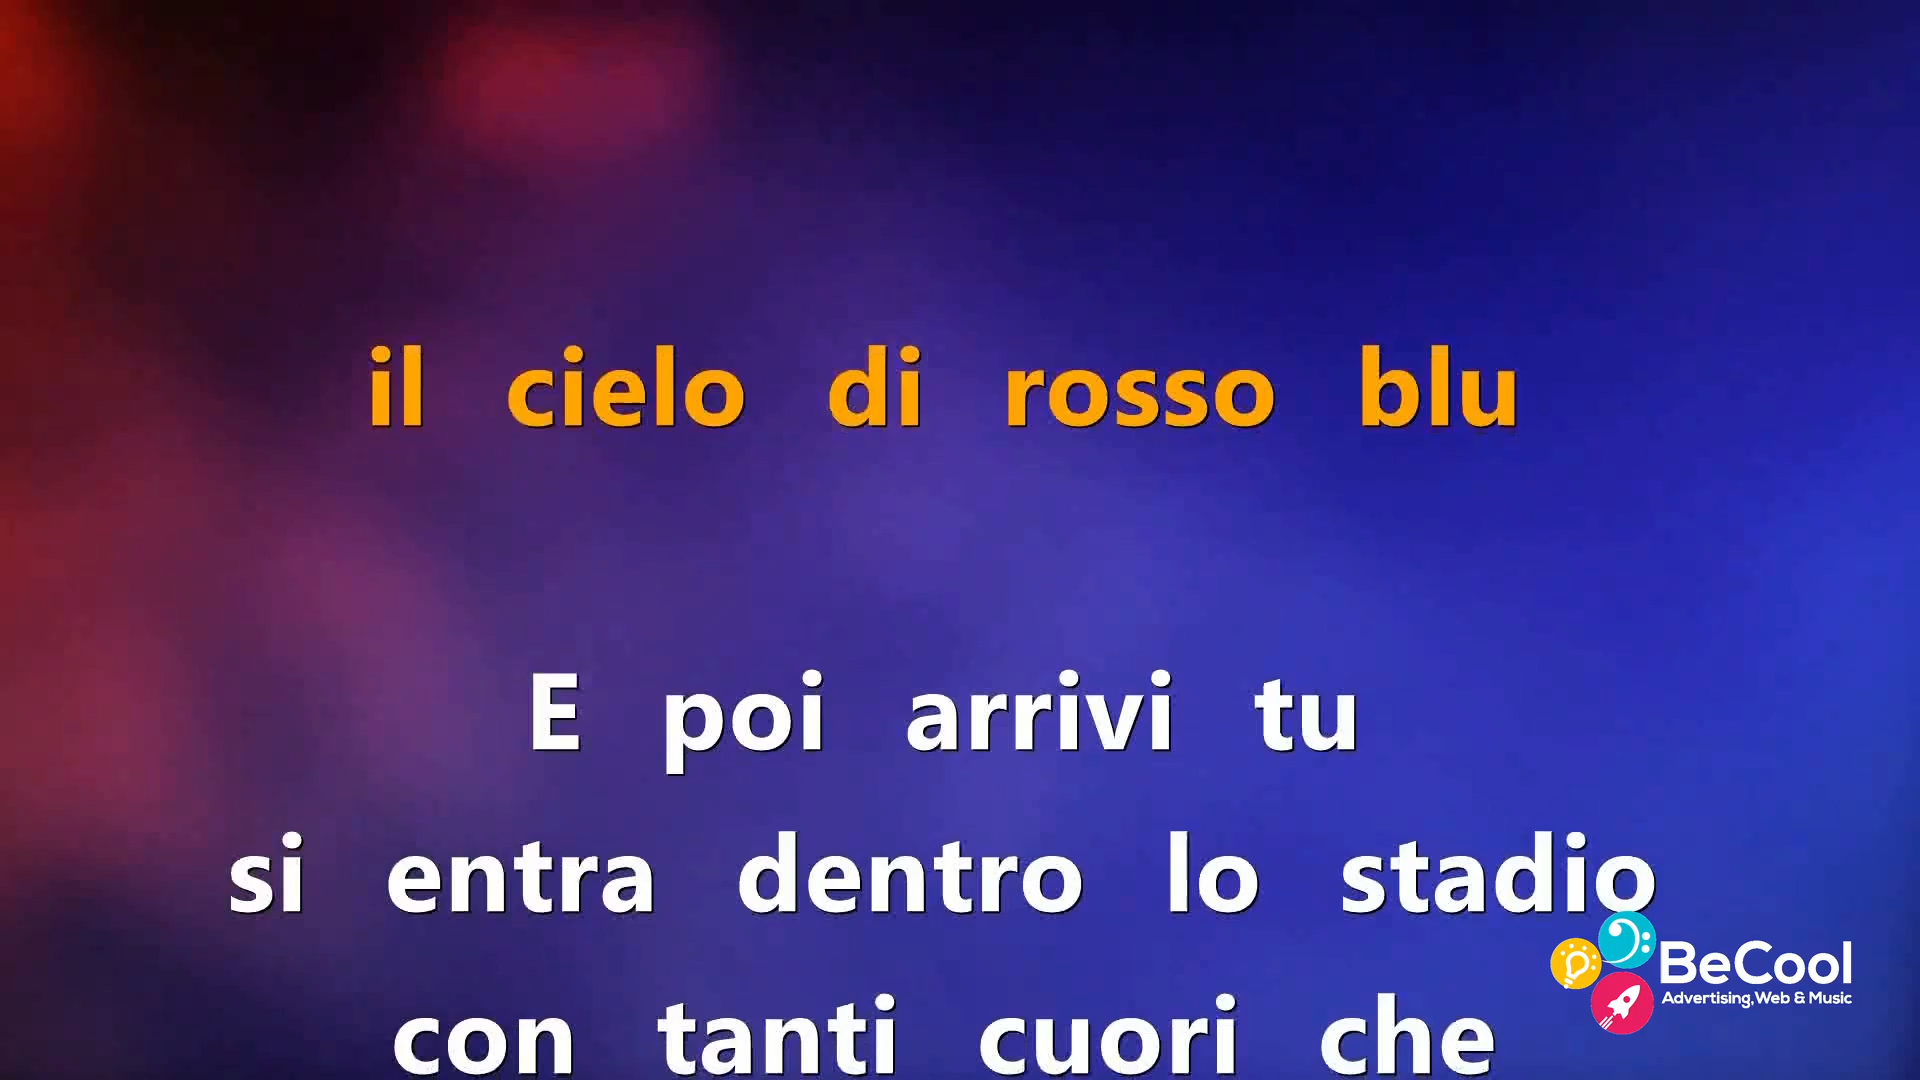 il cielo di rosso blu
E poi arrivi tu
si entra dentro lo stadio
con tanti cuori che
BeCool
Advertising,Web & Music